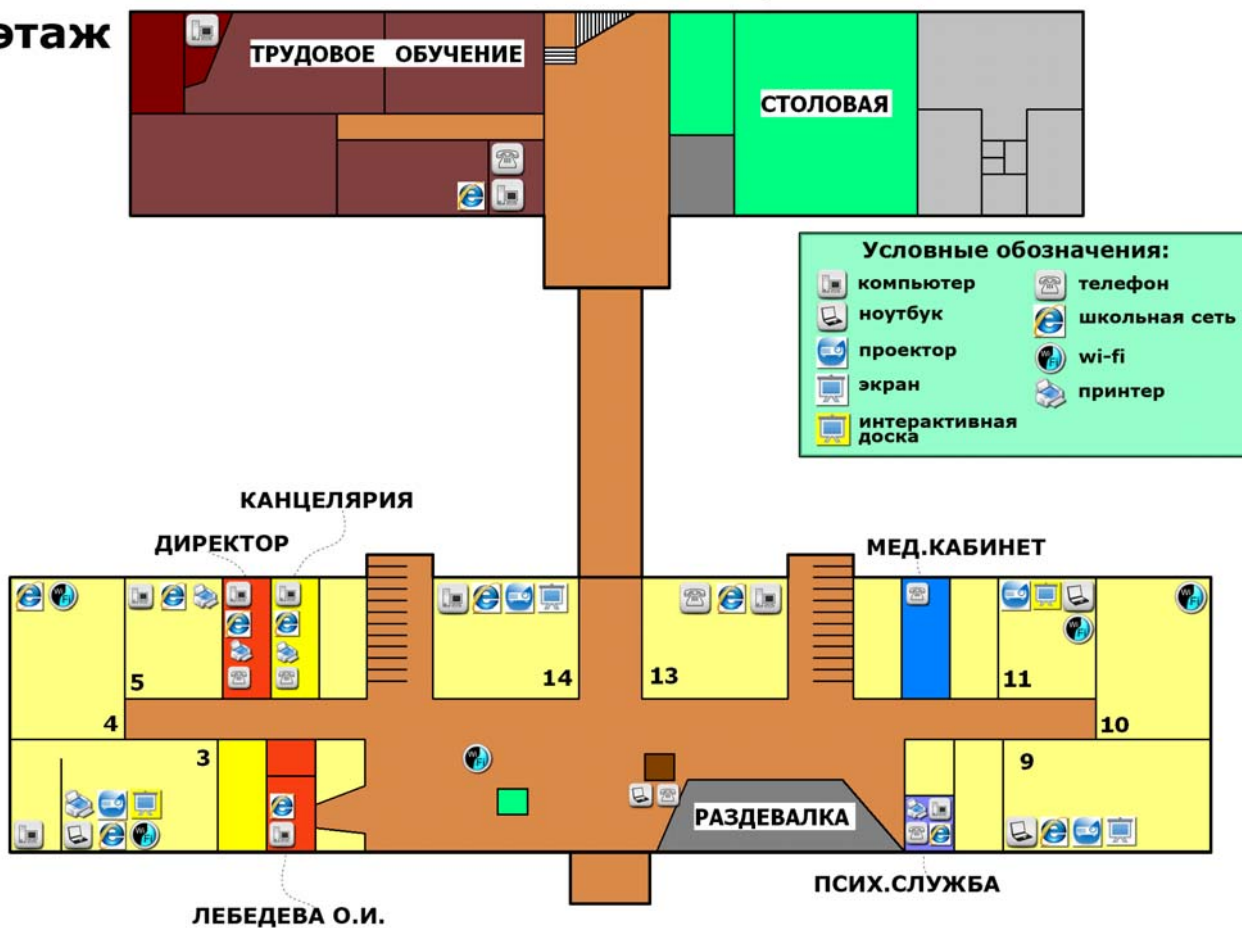 этаж
ТРУДОВОЕ ОБУЧЕНИЕ
СТОЛОВАЯ
Условные обозначения:
компьютер
телефон
ноутбук
школьная сеть
проектор
wi-fi
экран
принтер
интерактивная
доска
КАНЦЕЛЯРИЯ
ДИРЕКТОР
МЕД.КАБИНЕТ
5
14
13
11
4
10
3
9
РАЗДЕВАЛКА
ПСИХ.СЛУЖБА
ЛЕБЕДЕВА О.И.